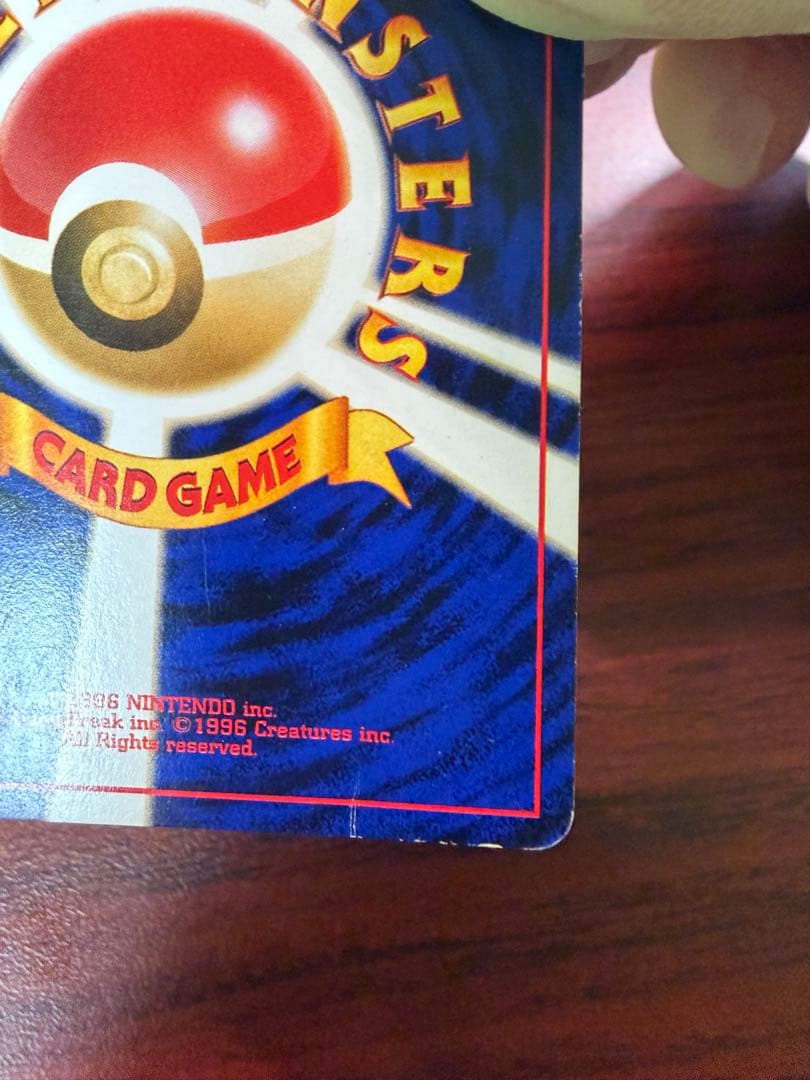 NSTERS
CARD GAME
1996 NINTENDO inc.
Freak inc. ©1996 Creatures inc.
All Rights reserved.